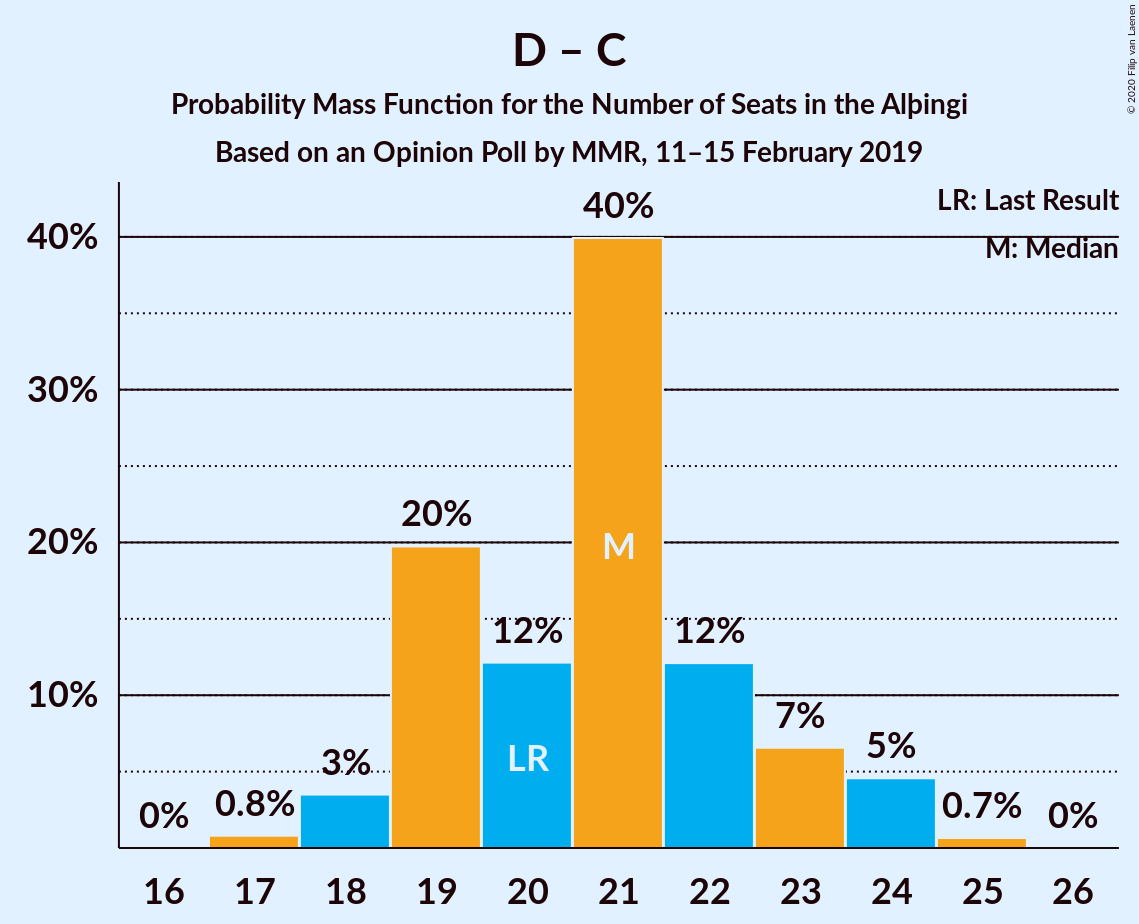 D – C
Probability Mass Function for the Number of Seats in the Alþingi
Based on an Opinion Poll by MMR, 11–15 February 2019
© 2020 Filip van Laenen
LR: Last Result
M: Median
40%
30%
20%
10%
0%
0.8%
3%
20%
12%
40%
12%
7%
5%
0.7%
0%
LR
M
16 17 18 19 20 21 22 23 24 25 26